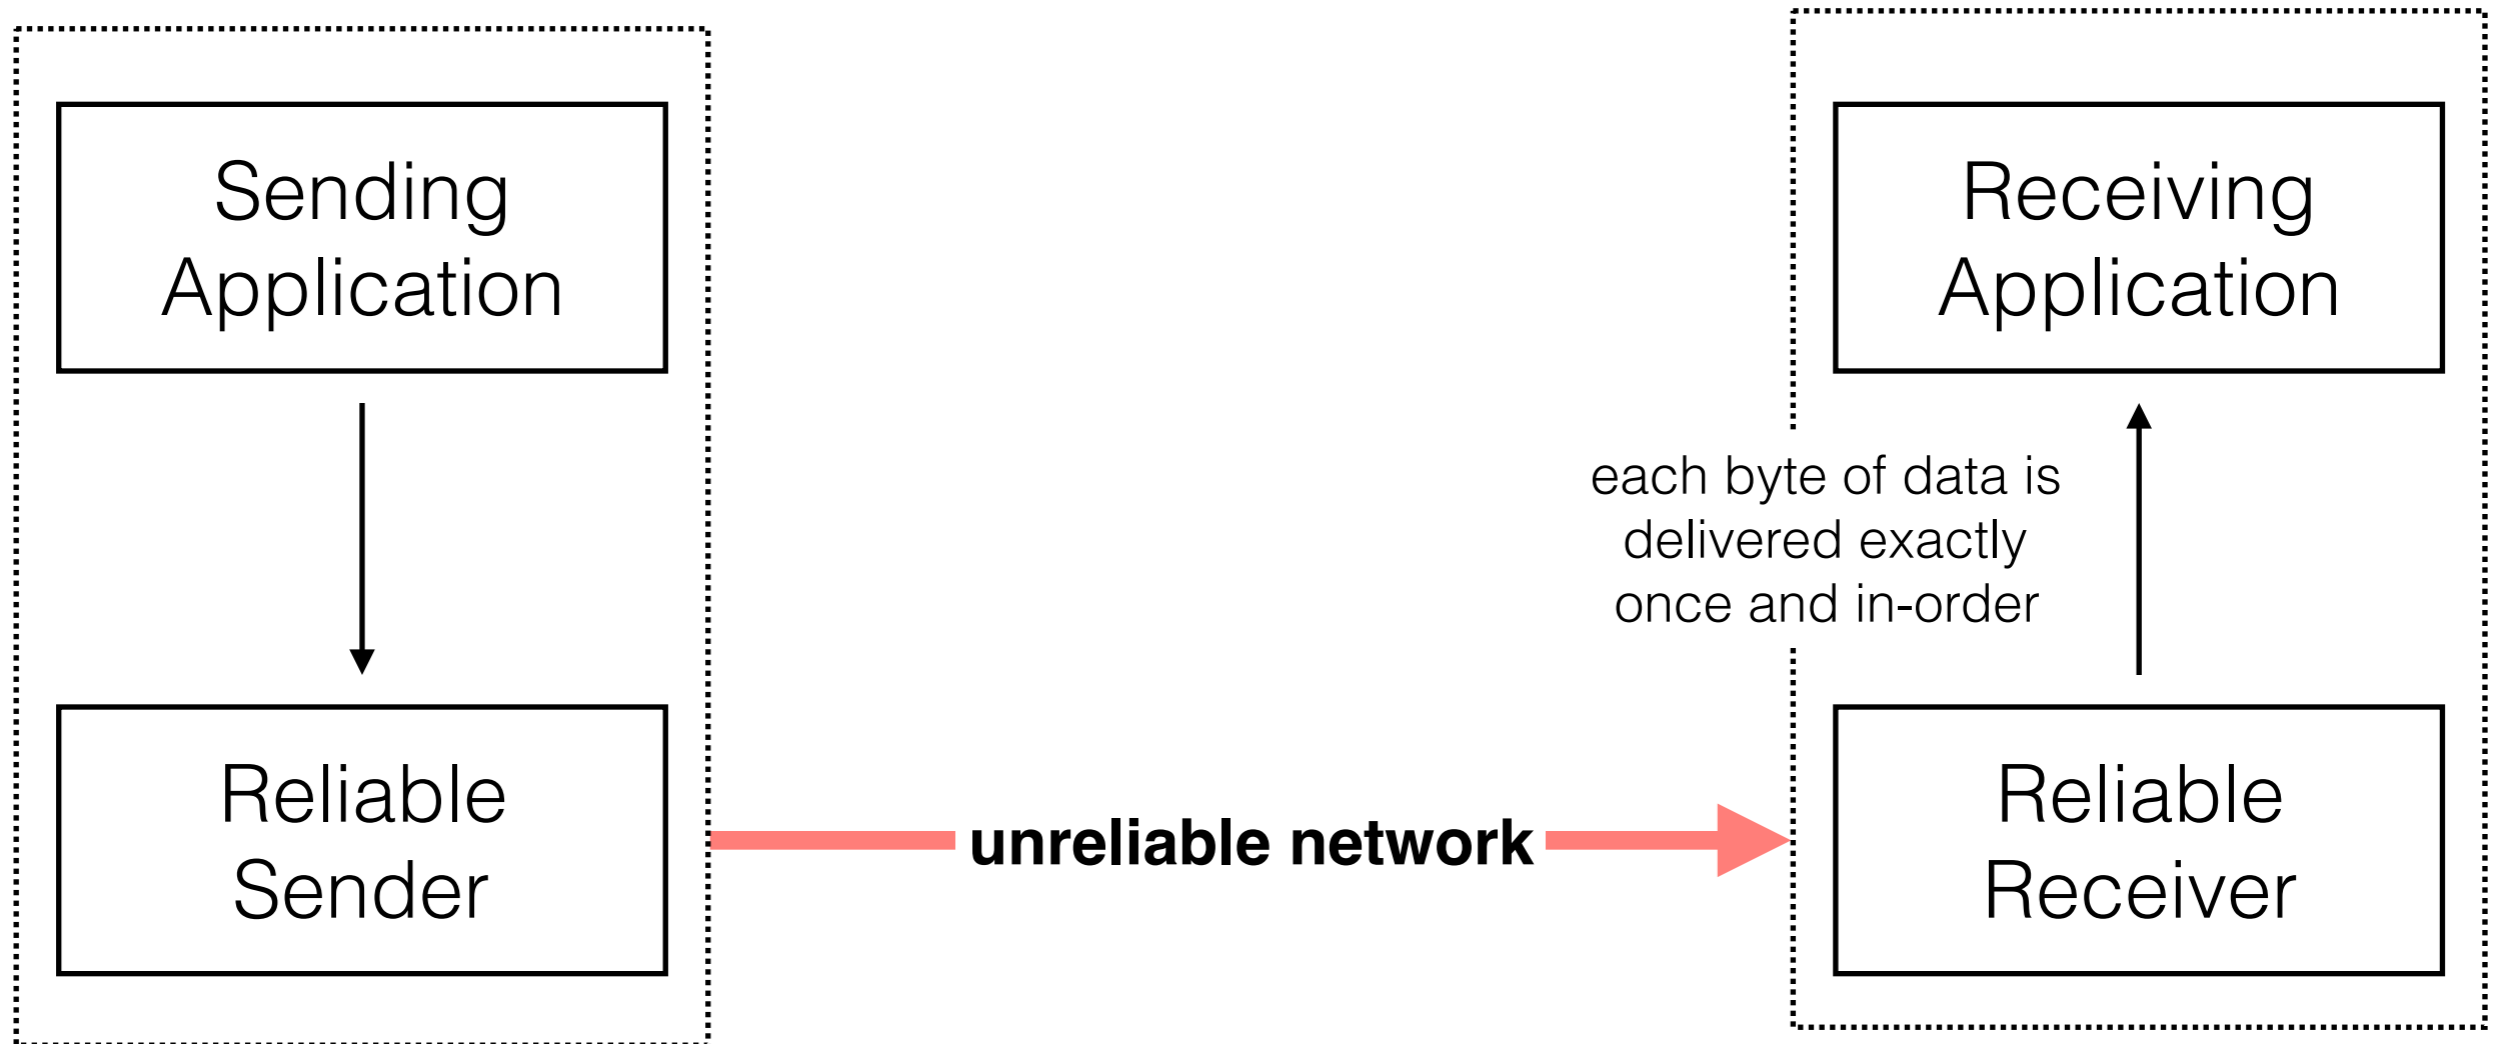 Sending
Application
Receiving
Application
each byte of data is
delivered exactly
once and in-order
Reliable
Sender
unreliable network
Reliable
Receiver